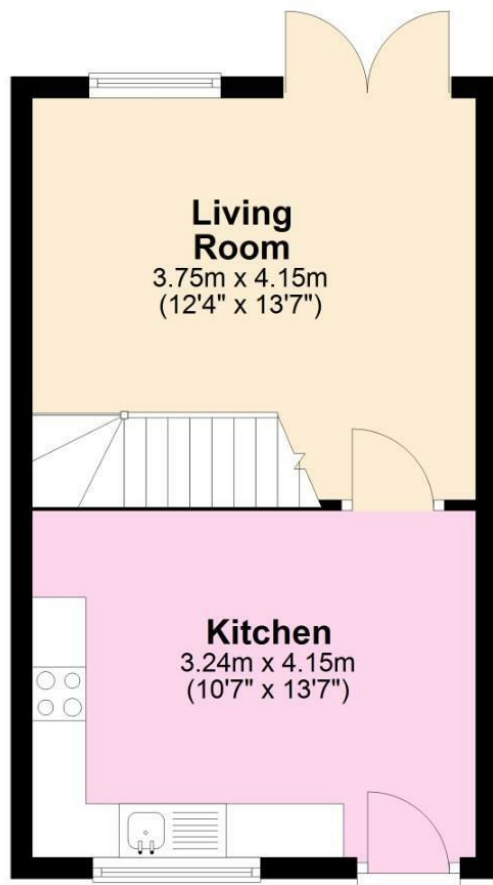 Living
Room
3.75m x 4.15m
(12'4" x 13'7")
Kitchen
3.24m x 4.15m
(10'7" x 13'7")